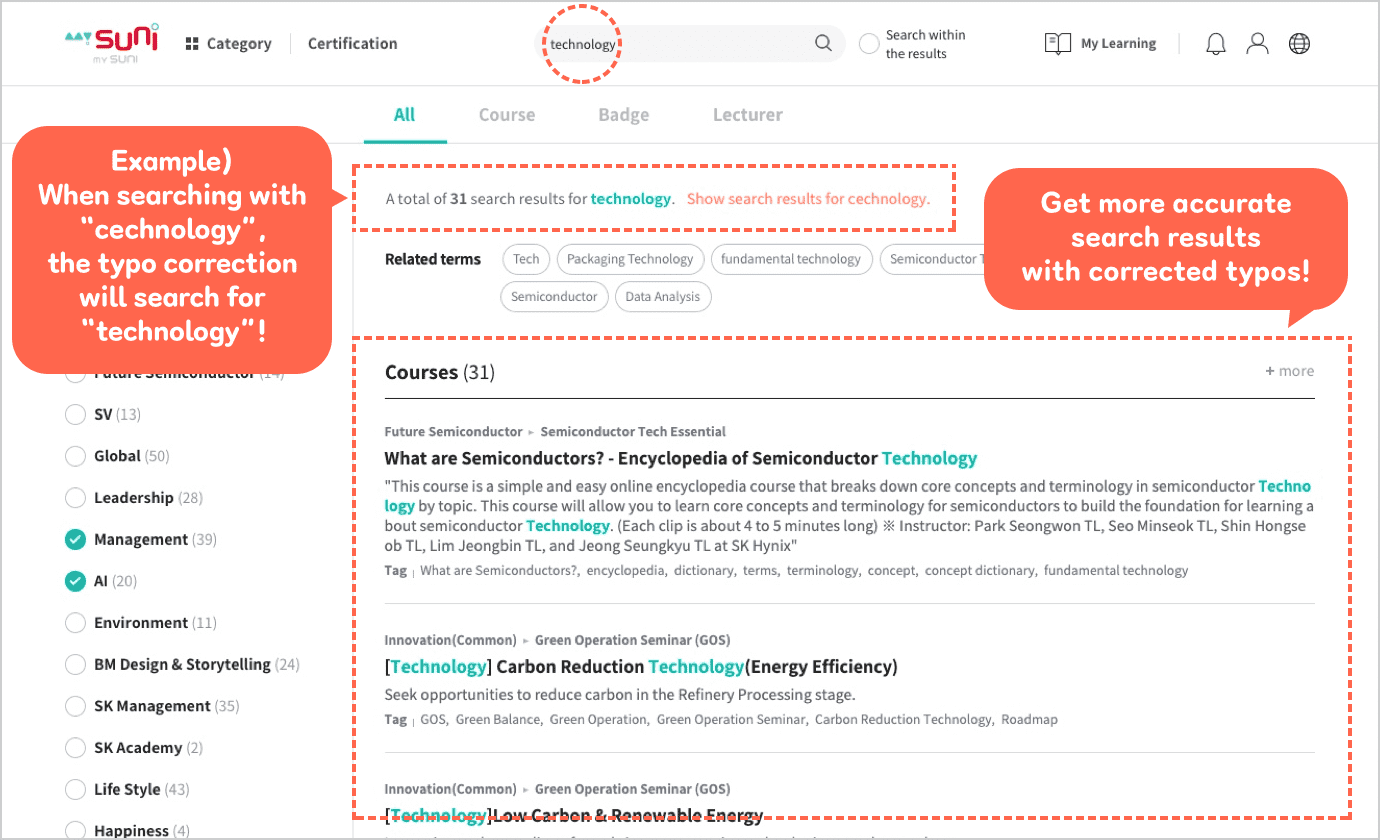 SUNI
my SUNI
Category
Certification
technology
Search within
the results
My Learning
All
Course
Badge
Lecturer
Example)
When searching with
“cechnology”,
the typo correction
will search for
“technology”!
A total of 31 search results for technology. Show search results for cechnology.
Get more accurate
search results
with corrected typos!
Related terms
Tech
Packaging Technology
fundamental technology
Semiconductor
Semiconductor
Data Analysis
Future Semiconductor (14)
SV (13)
Global (50)
Leadership (28)
Management (39)
AI (20)
Environment (11)
BM Design & Storytelling (24)
SK Management (35)
SK Academy (2)
Life Style (43)
Happiness (4)
Courses (31)
+ more
Future Semiconductor ▸ Semiconductor Tech Essential
What are Semiconductors? - Encyclopedia of Semiconductor Technology
"This course is a simple and easy online encyclopedia course that breaks down core concepts and terminology in semiconductor Techno
logy by topic. This course will allow you to learn core concepts and terminology for semiconductors to build the foundation for learning a
bout semiconductor Technology. (Each clip is about 4 to 5 minutes long) ※ Instructor: Park Seongwon TL, Seo Minseok TL, Shin Hongse
ob TL, Lim Jeongbin TL, and Jeong Seungkyu TL at SK Hynix"
Tag | What are Semiconductors?, encyclopedia, dictionary, terms, terminology, concept, concept dictionary, fundamental technology
Innovation(Common) ▸ Green Operation Seminar (GOS)
[Technology] Carbon Reduction Technology(Energy Efficiency)
Seek opportunities to reduce carbon in the Refinery Processing stage.
Tag | GOS, Green Balance, Green Operation, Green Operation Seminar, Carbon Reduction Technology, Roadmap
Innovation(Common) ▸ Green Operation Seminar (GOS)
[Technology]Low Carbon & Renewable Energy